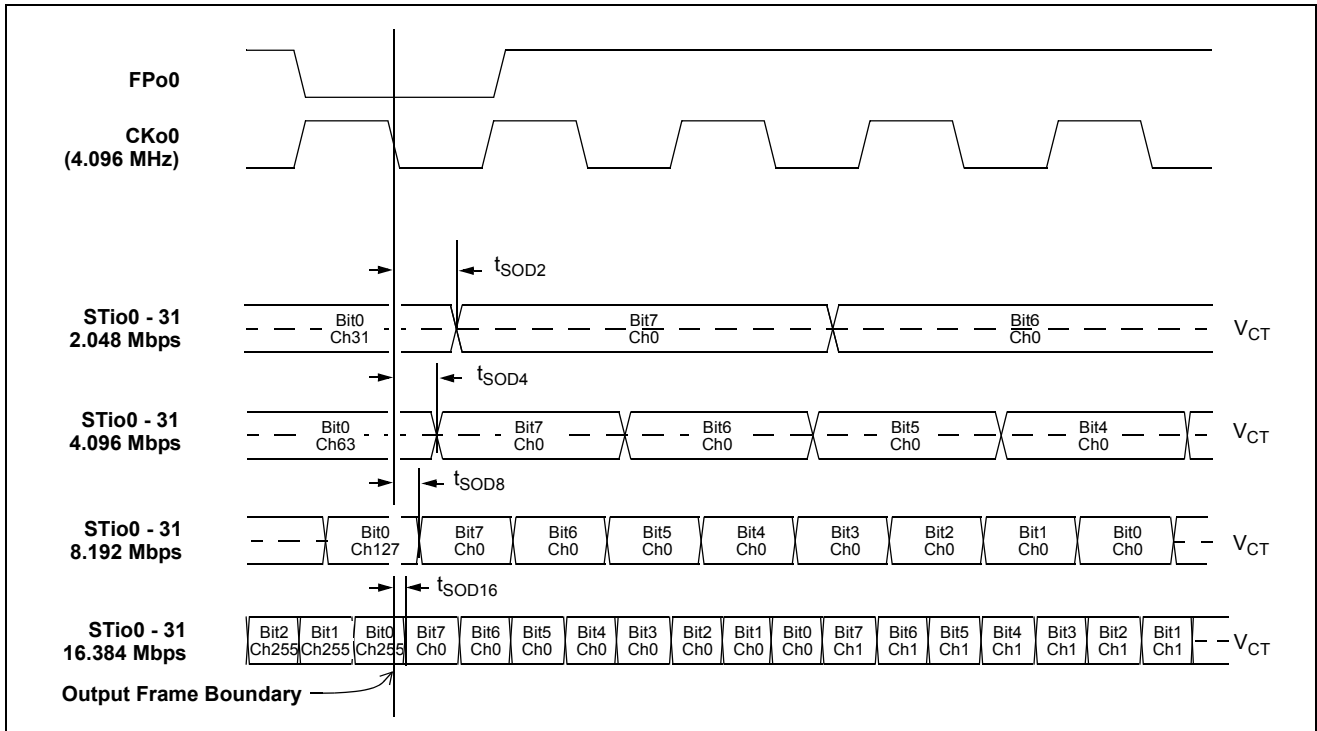 FPo0
CKo0
(4.096 MHz)
tSOD2
STio0 - 31
2.048 Mbps
Bit0
Ch31
Bit7
Ch0
Bit6
Ch0
VCT
tSOD4
STio0 - 31
4.096 Mbps
Bit0
Ch63
Bit7
Ch0
Bit6
Ch0
Bit5
Ch0
Bit4
Ch0
VCT
tSOD8
STio0 - 31
8.192 Mbps
Bit0
Ch127
Bit7
Ch0
Bit6
Ch0
Bit5
Ch0
Bit4
Ch0
Bit3
Ch0
Bit2
Ch0
Bit1
Ch0
Bit0
Ch0
VCT
tSOD16
STio0 - 31
16.384 Mbps
Bit2
Ch255
Bit1
Ch255
Bit0
Ch255
Bit7
Ch0
Bit6
Ch0
Bit5
Ch0
Bit4
Ch0
Bit3
Ch0
Bit2
Ch0
Bit1
Ch0
Bit0
Ch0
Bit7
Ch1
Bit6
Ch1
Bit5
Ch1
Bit4
Ch1
Bit3
Ch1
Bit2
Ch1
Bit1
Ch1
VCT
Output Frame Boundary